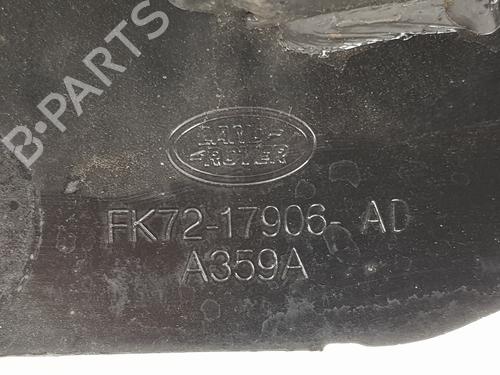 B-PARTS
LAND-
-ROVER
FK72-17906- AD
A359A